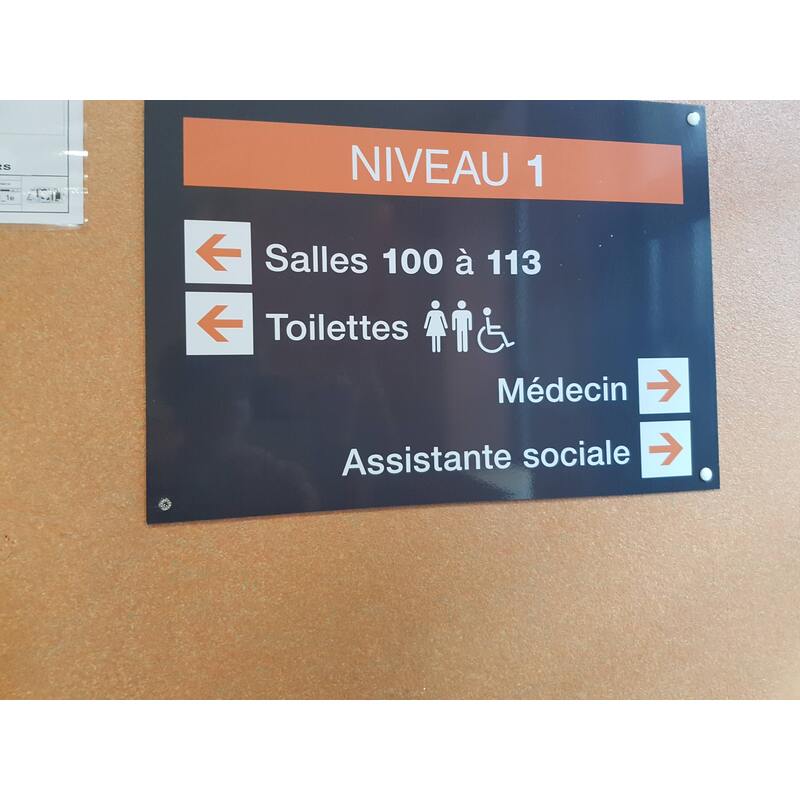 NIVEAU 1
Salles 100 à 113
Toilettes
Médecin
Assistante sociale